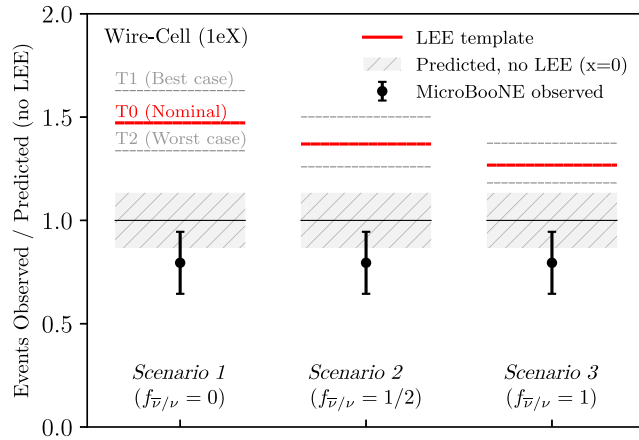 Events Observed / Predicted (no LEE)
2.0
1.5
1.0
0.5
0.0
Wire-Cell (1eX)
LEE template
Predicted, no LEE (x=0)
MicroBooNE observed
T1 (Best case)
T0 (Nominal)
T2 (Worst case)
Scenario 1
(f_{ν̅/ν} = 0)
Scenario 2
(f_{ν̅/ν} = 1/2)
Scenario 3
(f_{ν̅/ν} = 1)